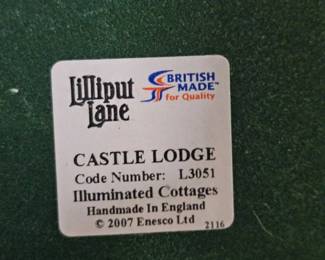 Lilliput Lane
BRITISH MADE™ for Quality
CASTLE LODGE
Code Number: L3051
Illuminated Cottages
Handmade In England
© 2007 Enesco Ltd
2116